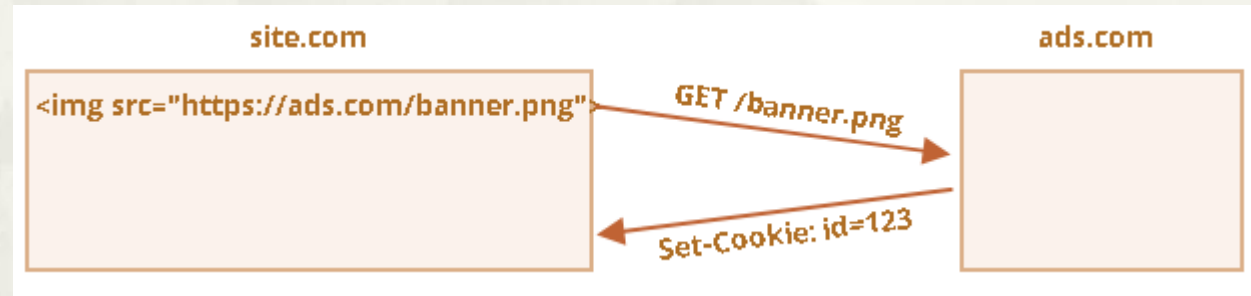 site.com
ads.com
<img src="https://ads.com/banner.png">
GET /banner.png
Set-Cookie: id=123